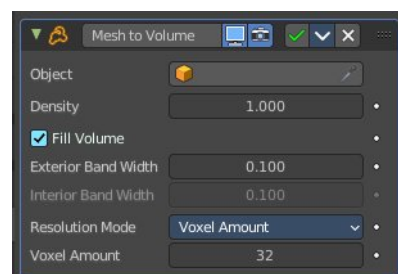 Mesh to Volume
Object
Density 1.000
Fill Volume
Exterior Band Width 0.100
Interior Band Width 0.100
Resolution Mode Voxel Amount
Voxel Amount 32